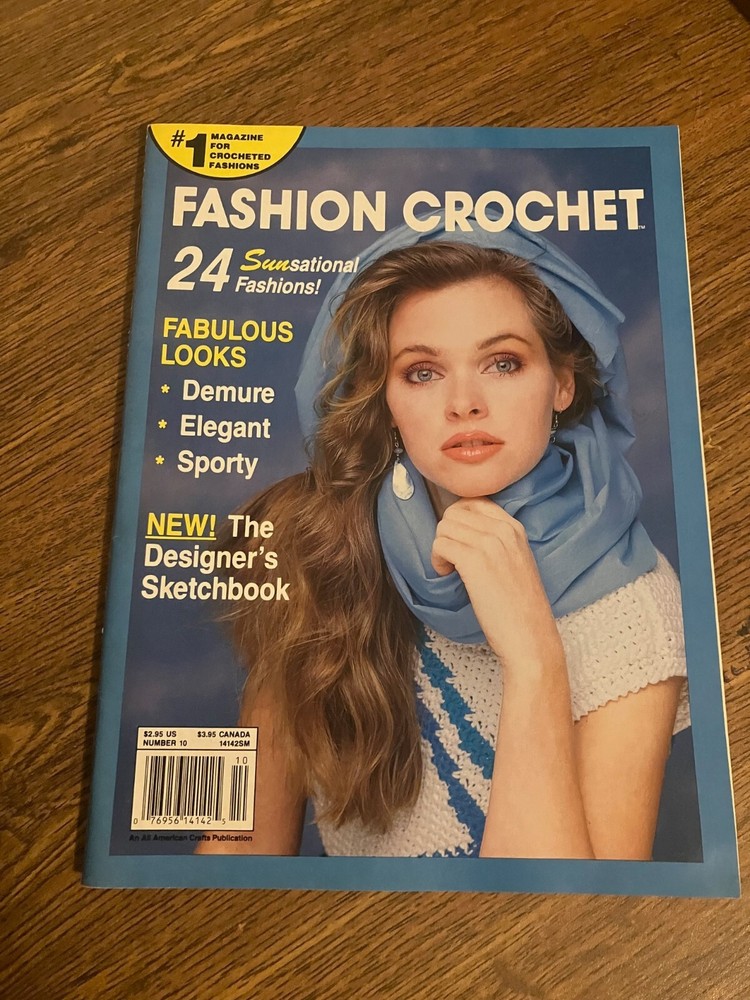 #1 MAGAZINE
FOR
CROCHETED
FASHIONS
FASHION CROCHET™
24 Sunsational
Fashions!
FABULOUS
LOOKS
* Demure
* Elegant
* Sporty
NEW! The
Designer's
Sketchbook
$2.95 US $3.95 CANADA
NUMBER 10 14142SM
10
0 76956 14142 5
An All American Crafts Publication